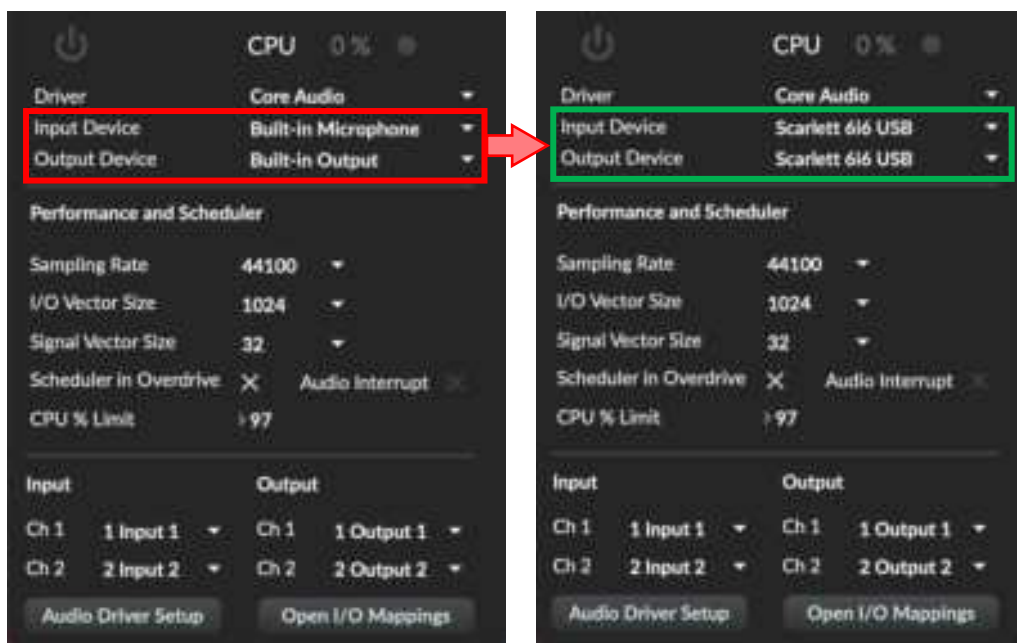 CPU 0 %
Driver Core Audio
Input Device Built-in Microphone
Output Device Built-in Output
Performance and Scheduler
Sampling Rate 44100
I/O Vector Size 1024
Signal Vector Size 32
Scheduler in Overdrive Audio Interrupt
CPU % Limit 97
Input Output
Ch 1 1 Input 1 Ch 1 1 Output 1
Ch 2 2 Input 2 Ch 2 2 Output 2
Audio Driver Setup Open I/O Mappings
CPU 0 %
Driver Core Audio
Input Device Scarlett 6i6 USB
Output Device Scarlett 6i6 USB
Performance and Scheduler
Sampling Rate 44100
I/O Vector Size 1024
Signal Vector Size 32
Scheduler in Overdrive Audio Interrupt
CPU % Limit 97
Input Output
Ch 1 1 Input 1 Ch 1 1 Output 1
Ch 2 2 Input 2 Ch 2 2 Output 2
Audio Driver Setup Open I/O Mappings